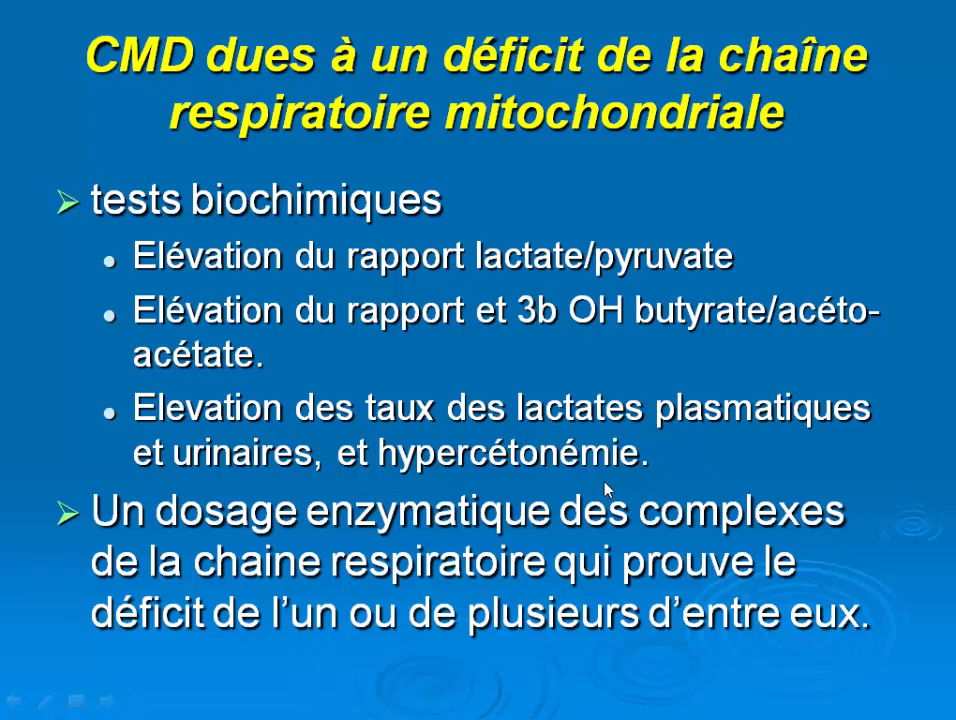 CMD dues à un déficit de la chaîne
respiratoire mitochondriale
tests biochimiques
Elévation du rapport lactate/pyruvate
Elévation du rapport et 3b OH butyrate/acéto-
acétate.
Elevation des taux des lactates plasmatiques
et urinaires, et hypercétonémie.
Un dosage enzymatique des complexes
de la chaine respiratoire qui prouve le
déficit de l’un ou de plusieurs d’entre eux.